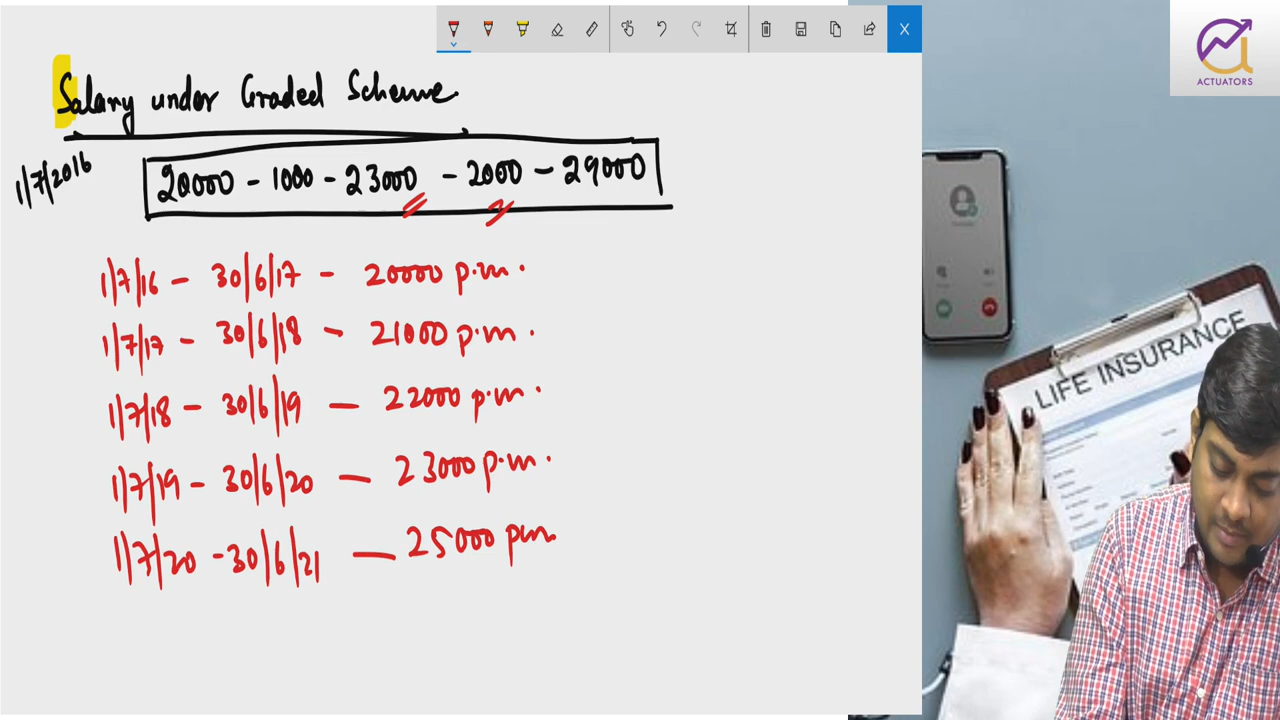 Salary under Graded Scheme.
1/7/2016
20000 - 1000 - 23000 - 2000 - 29000
1/7/16 - 30/6/17 - 20000 p.m.
1/7/17 - 30/6/18 - 21000 p.m.
1/7/18 - 30/6/19 - 22000 p.m.
1/7/19 - 30/6/20 - 23000 p.m.
1/7/20 - 30/6/21 - 25000 p.m.
ACTUATORS
LIFE INSURANCE